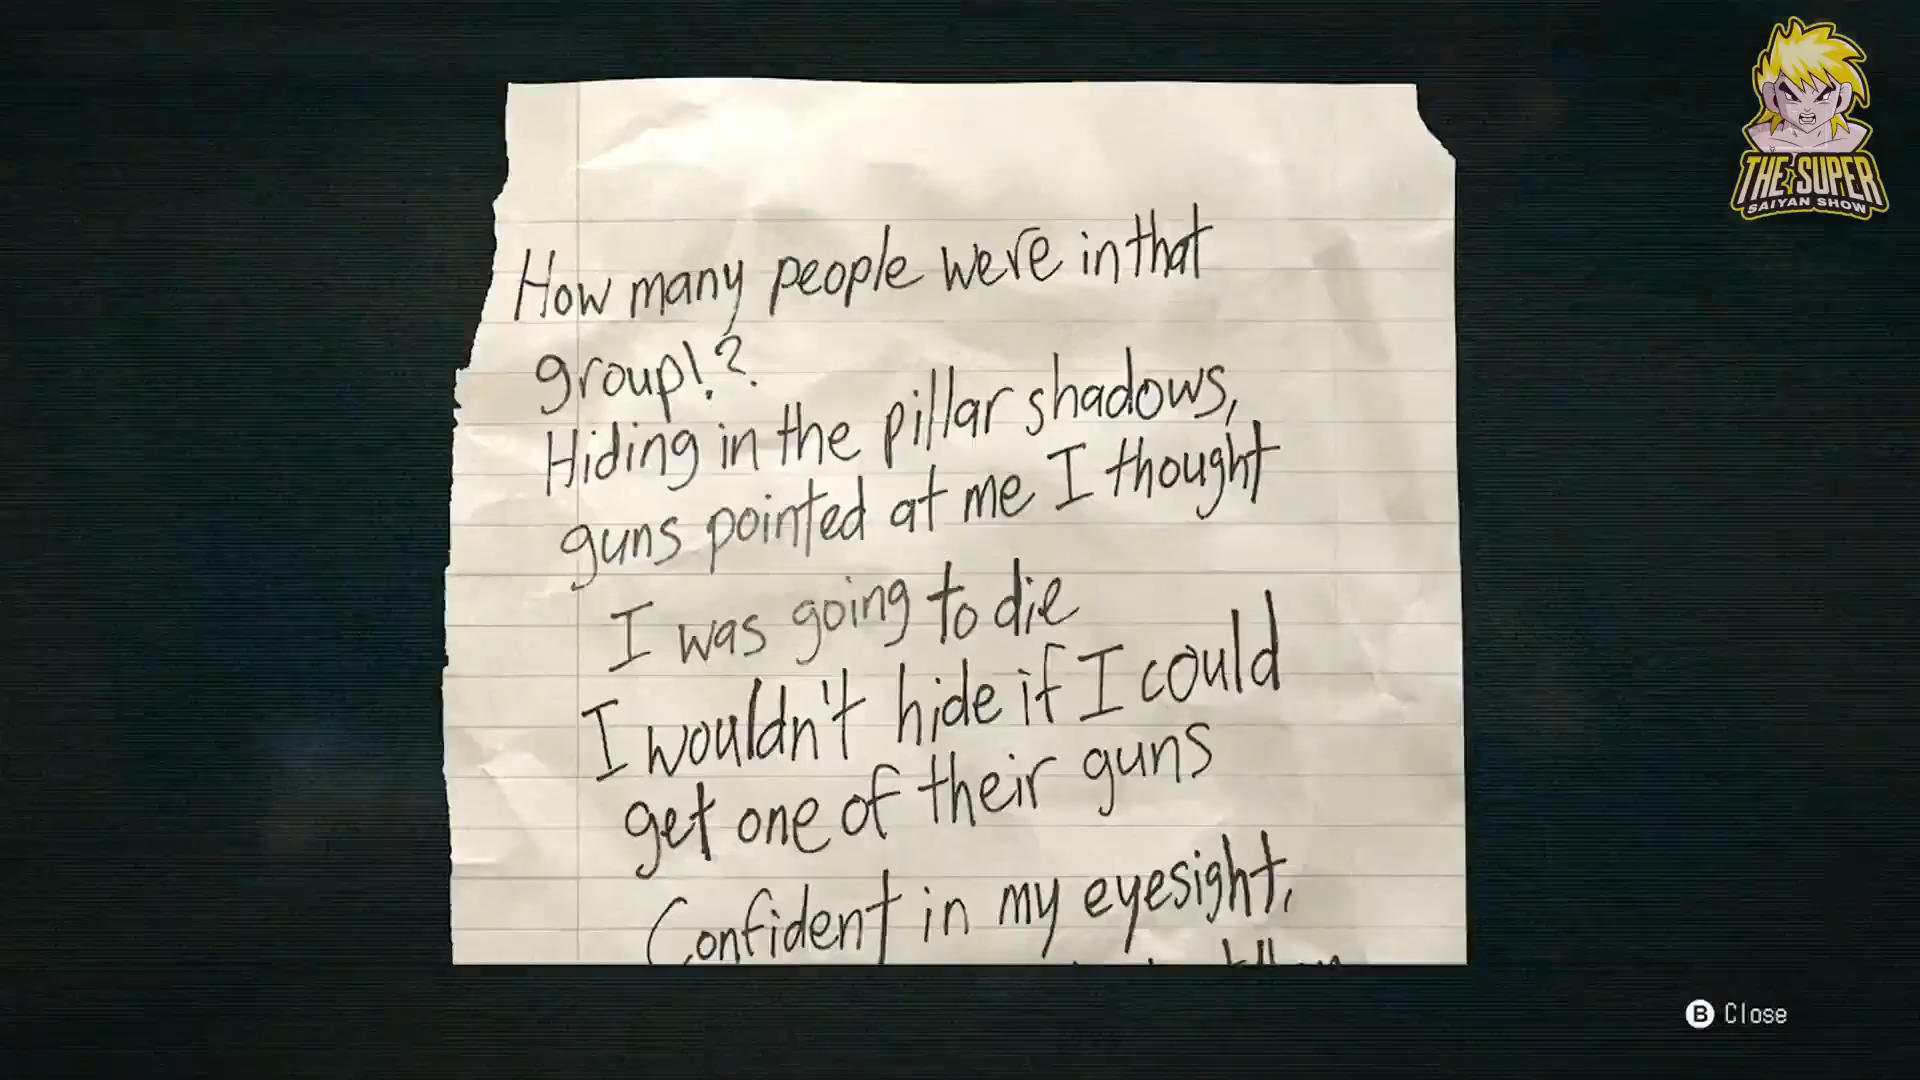 THE SUPER
SAIYAN SHOW
How many people were in that
group!?
Hiding in the pillar shadows,
guns pointed at me I thought
I was going to die
I wouldn't hide if I could
get one of their guns
Confident in my eyesight,
B Close